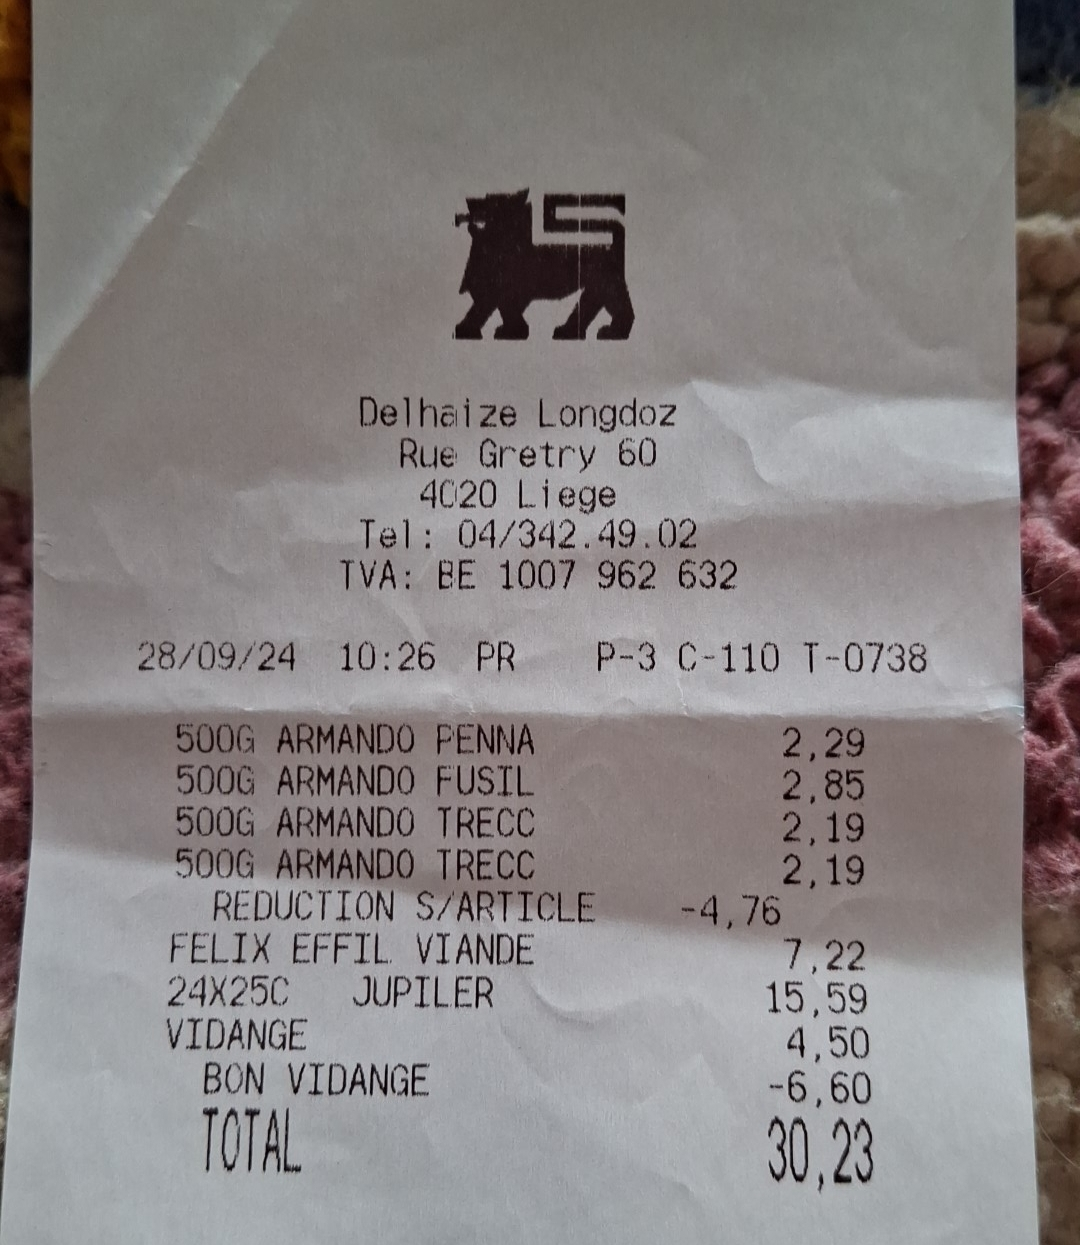 Delhaize Longdoz
Rue Gretry 60
4020 Liege
Tel: 04/342.49.02
TVA: BE 1007 962 632
28/09/24 10:26 PR P-3 C-110 T-0738
500G ARMANDO PENNA 2,29
500G ARMANDO FUSIL 2,85
500G ARMANDO TRECC 2,19
500G ARMANDO TRECC 2,19
REDUCTION S/ARTICLE -4,76
FELIX EFFIL VIANDE 7,22
24X25C JUPILER 15,59
VIDANGE 4,50
BON VIDANGE -6,60
TOTAL 30,23